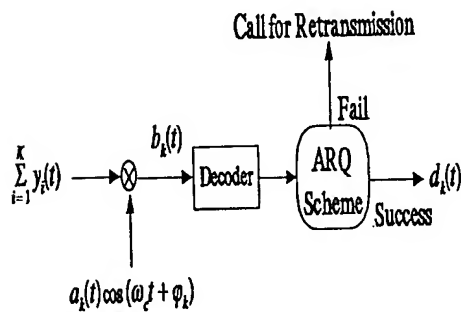 Call for Retransmission
Fail
b_k(t)
K
∑ y_i(t)
i=1
Decoder
ARQ
Scheme
d_k(t)
Success
a_k(t)cos(ω_c t + φ_k)